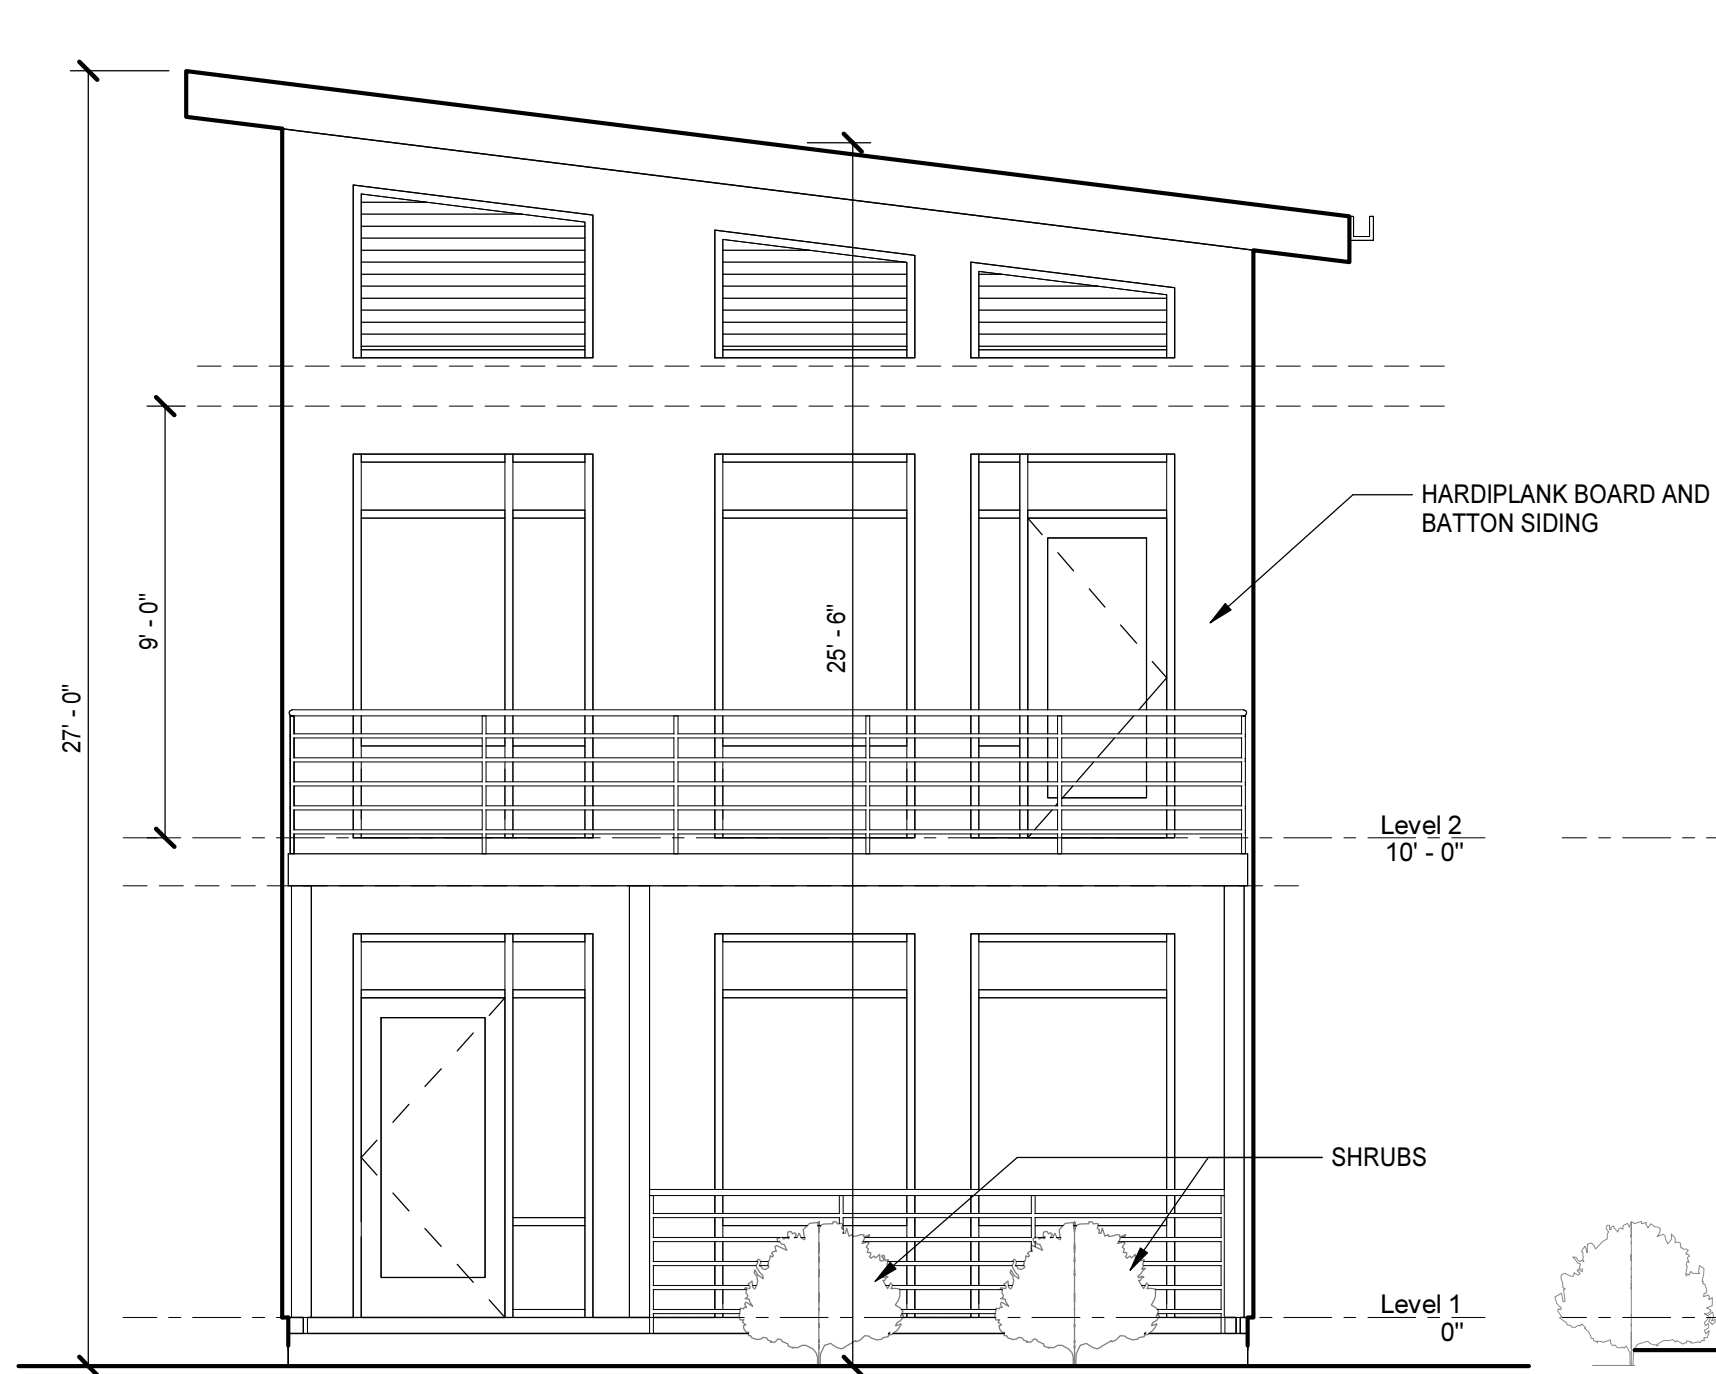 HARDIPLANK BOARD AND
BATTON SIDING
9' - 0"
25' - 6"
27' - 0"
Level 2
10' - 0"
SHRUBS
Level 1
0"